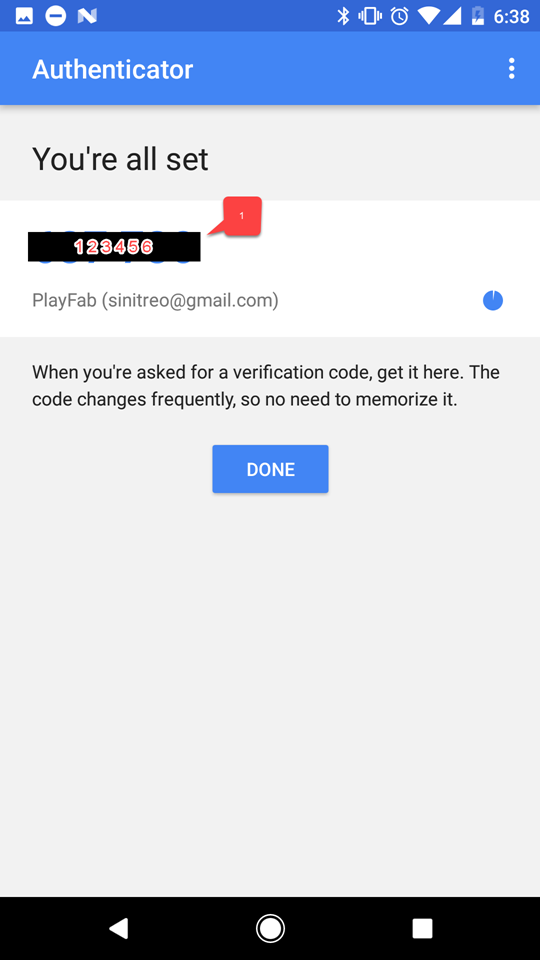 6:38
Authenticator
You're all set
1
123456
PlayFab (sinitreo@gmail.com)
When you're asked for a verification code, get it here. The
code changes frequently, so no need to memorize it.
DONE